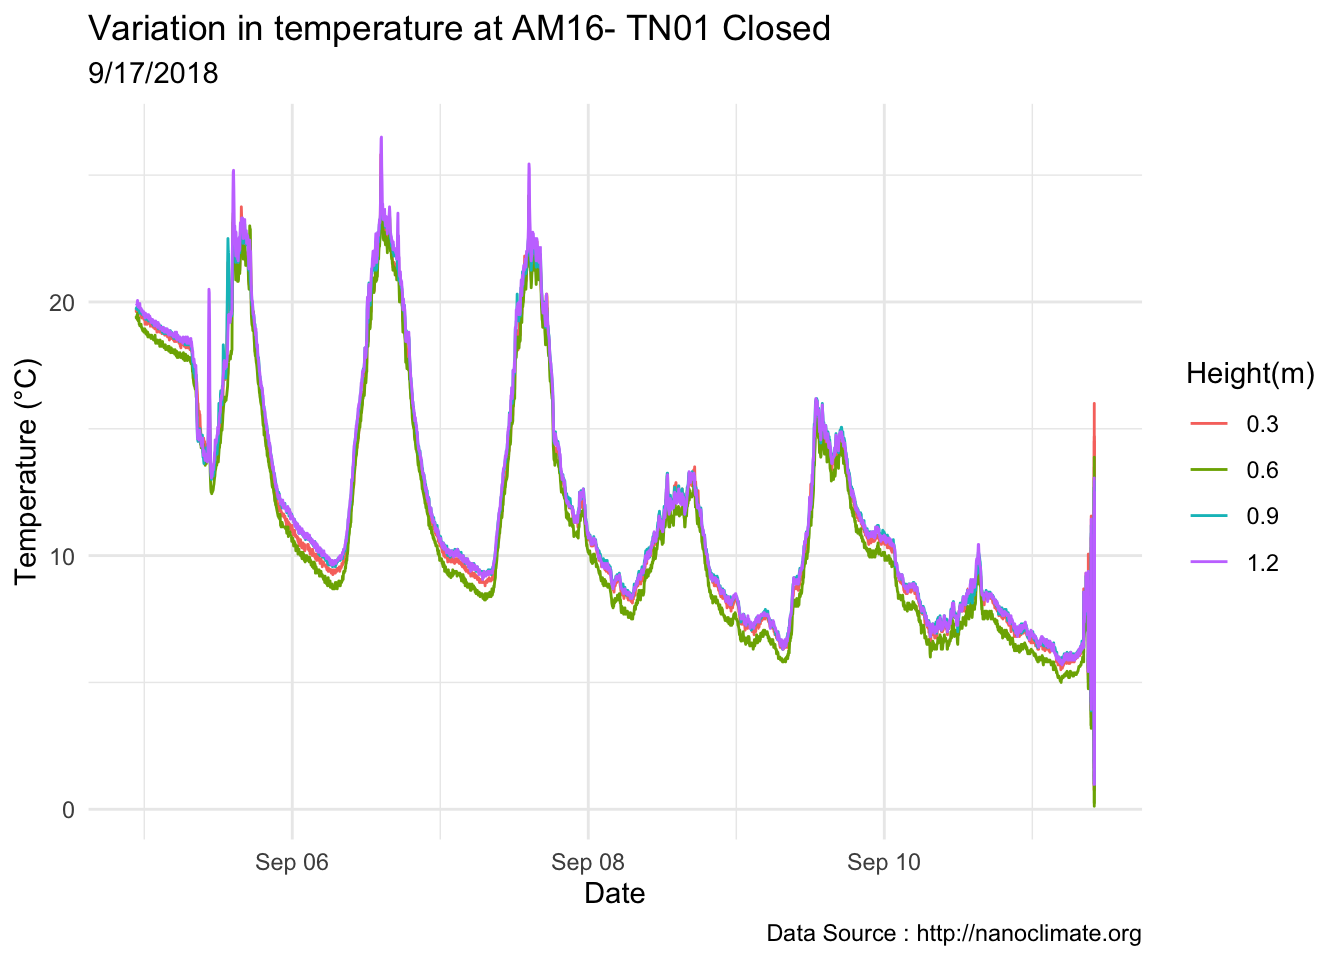 Variation in temperature at AM16- TN01 Closed
9/17/2018
Temperature (°C)
20
10
0
Sep 06
Sep 08
Sep 10
Date
Height(m)
0.3
0.6
0.9
1.2
Data Source : http://nanoclimate.org